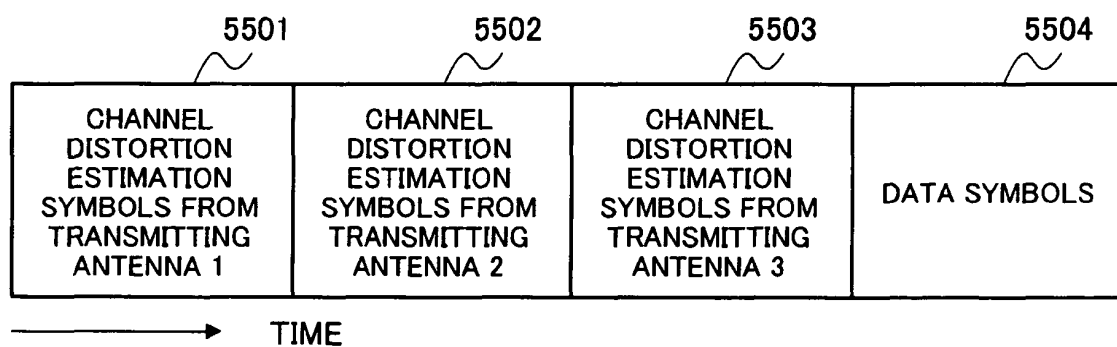 5501
5502
5503
5504
CHANNEL
DISTORTION
ESTIMATION
SYMBOLS FROM
TRANSMITTING
ANTENNA 1
CHANNEL
DISTORTION
ESTIMATION
SYMBOLS FROM
TRANSMITTING
ANTENNA 2
CHANNEL
DISTORTION
ESTIMATION
SYMBOLS FROM
TRANSMITTING
ANTENNA 3
DATA SYMBOLS
TIME